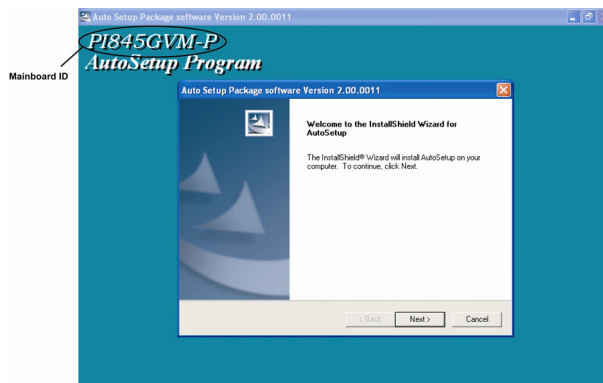 Auto Setup Package software Version 2.00.0011
PI845GVM-P
AutoSetup Program
Mainboard ID
Auto Setup Package software Version 2.00.0011
Welcome to the InstallShield Wizard for
AutoSetup
The InstallShield® Wizard will install AutoSetup on your
computer. To continue, click Next.
< Back
Next >
Cancel